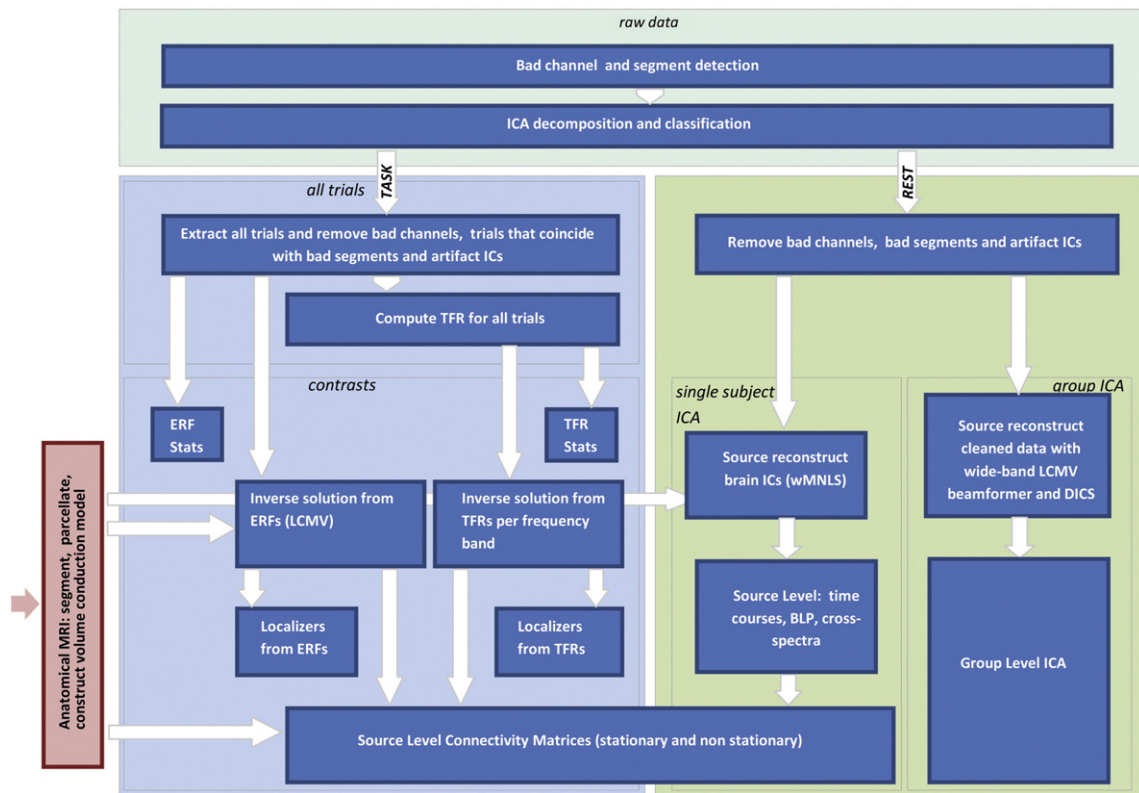 raw data
Bad channel and segment detection
ICA decomposition and classification
TASK
REST
all trials
Extract all trials and remove bad channels, trials that coincide
with bad segments and artifact ICs
Remove bad channels, bad segments and artifact ICs
Compute TFR for all trials
contrasts
single subject
ICA
group ICA
ERF
Stats
TFR
Stats
Source reconstruct
brain ICs (wMNLS)
Source reconstruct
cleaned data with
wide-band LCMV
beamformer and DICS
Anatomical MRI: segment, parcellate,
construct volume conduction model
Inverse solution from
ERFs (LCMV)
Inverse solution from
TFRs per frequency
band
Source Level: time
courses, BLP, cross-
spectra
Localizers
from ERFs
Localizers
from TFRs
Group Level ICA
Source Level Connectivity Matrices (stationary and non stationary)